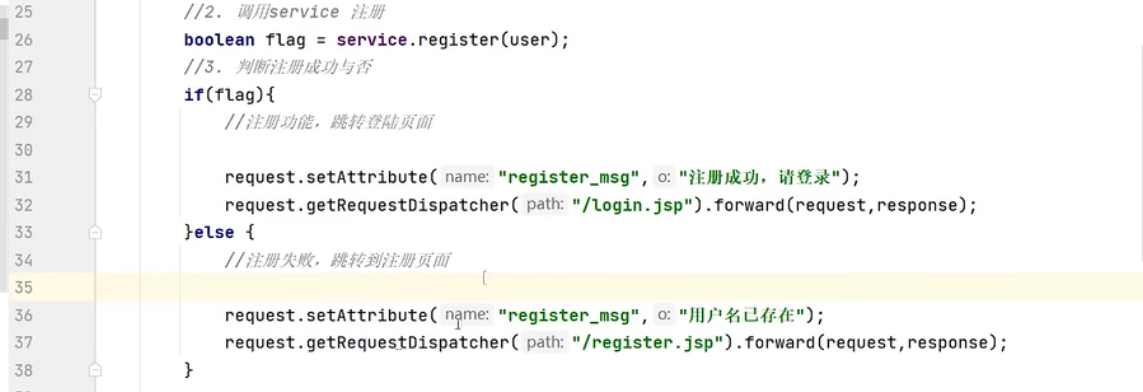 25 //2. 调用service 注册
26 boolean flag = service.register(user);
27 //3. 判断注册成功与否
28 if(flag){
29 //注册功能，跳转登陆页面
30
31 request.setAttribute( name: "register_msg", o: "注册成功，请登录");
32 request.getRequestDispatcher( path: "/login.jsp").forward(request,response);
33 }else {
34 //注册失败，跳转到注册页面
35
36 request.setAttribute( name: "register_msg", o: "用户名已存在");
37 request.getRequestDispatcher( path: "/register.jsp").forward(request,response);
38 }